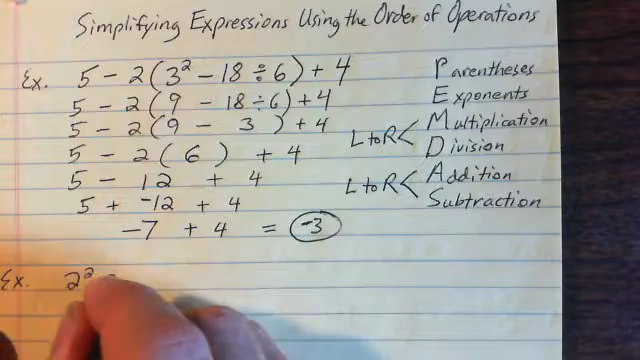 Simplifying Expressions Using the Order of Operations
Ex. 5 - 2(3² - 18 ÷ 6) + 4
5 - 2(9 - 18 ÷ 6) + 4
5 - 2(9 - 3) + 4
5 - 2(6) + 4
5 - 12 + 4
5 + -12 + 4
-7 + 4 = -3
Parentheses
Exponents
L to R < Multiplication
Division
L to R < Addition
Subtraction
Ex. 2²